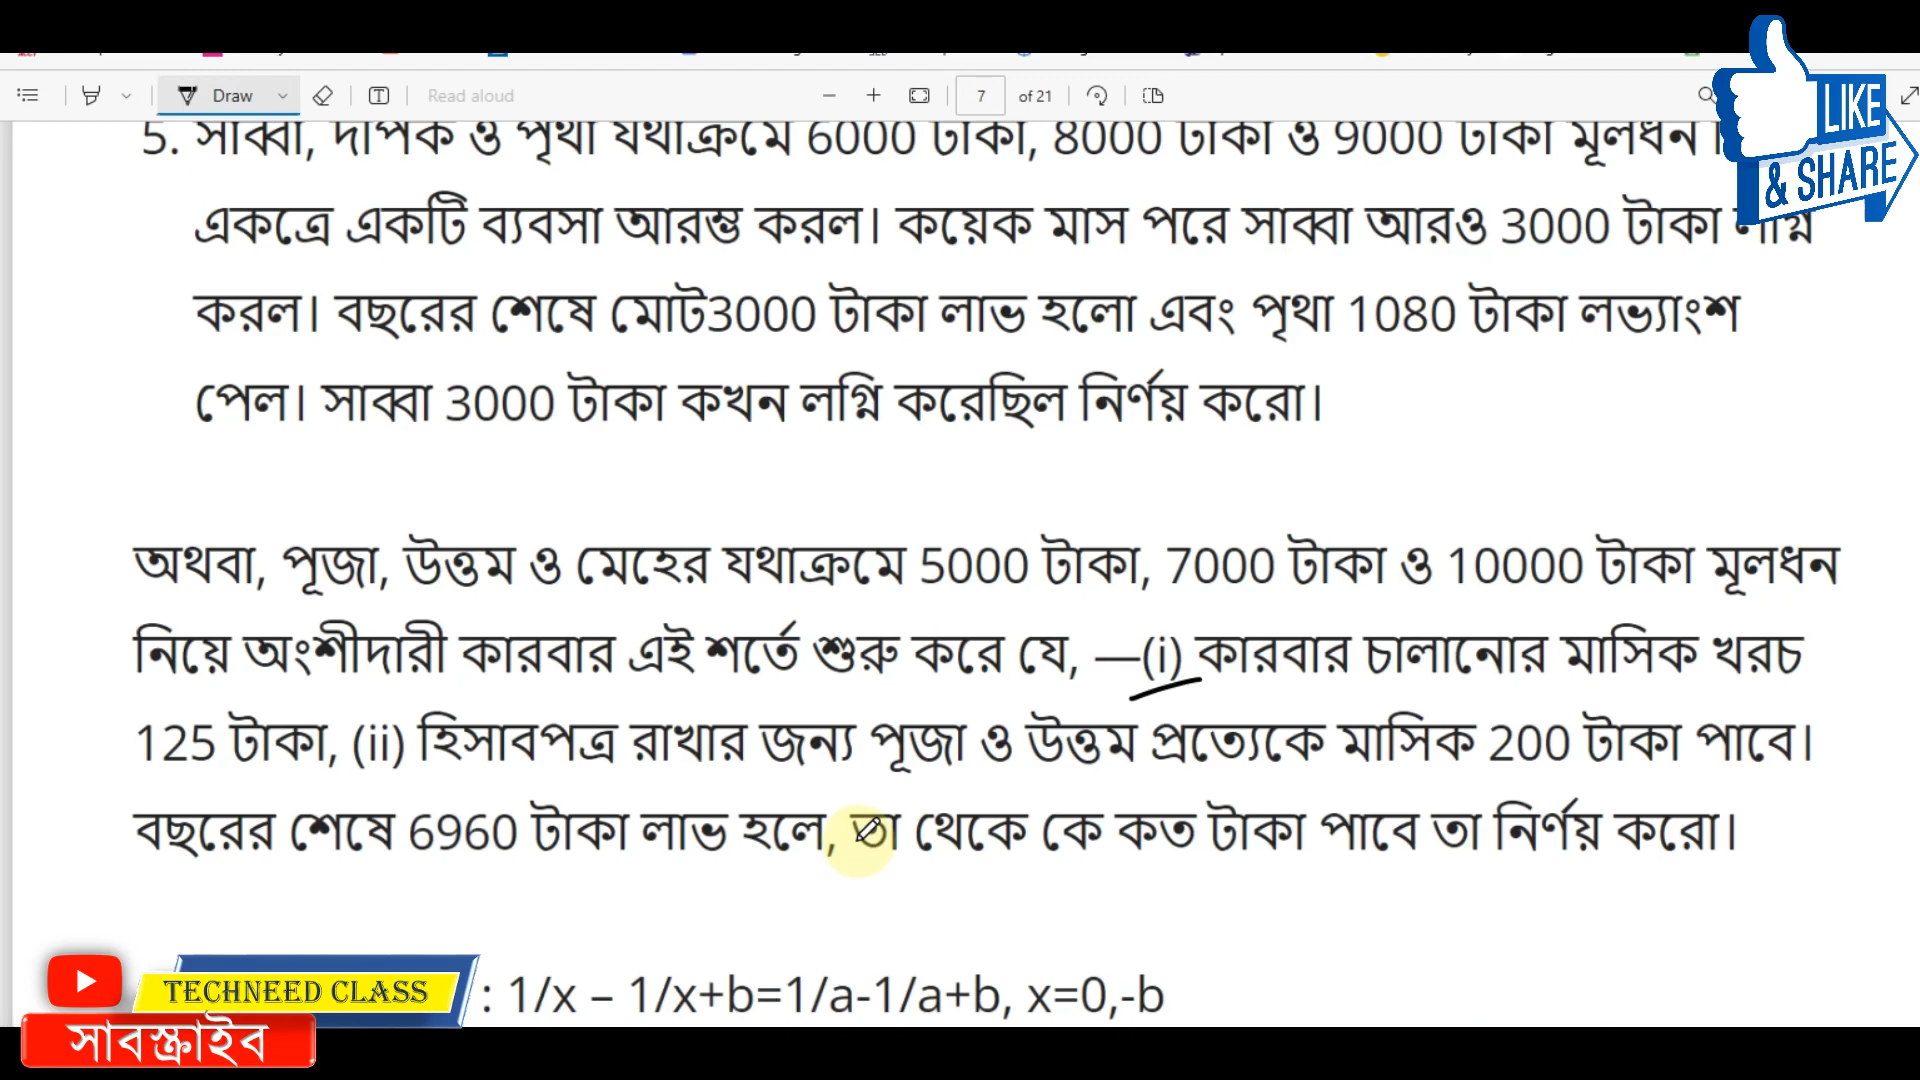 Draw
Read aloud
7 of 21
LIKE
& SHARE
5. সাব্বা, দীপক ও পৃথা যথাক্রমে 6000 টাকা, 8000 টাকা ও 9000 টাকা মূলধন
একত্রে একটি ব্যবসা আরম্ভ করল। কয়েক মাস পরে সাব্বা আরও 3000 টাকা লগ্নি
করল। বছরের শেষে মোট3000 টাকা লাভ হলো এবং পৃথা 1080 টাকা লভ্যাংশ
পেল। সাব্বা 3000 টাকা কখন লগ্নি করেছিল নির্ণয় করো।
অথবা, পূজা, উত্তম ও মেহের যথাক্রমে 5000 টাকা, 7000 টাকা ও 10000 টাকা মূলধন
নিয়ে অংশীদারী কারবার এই শর্তে শুরু করে যে, —(i) কারবার চালানোর মাসিক খরচ
125 টাকা, (ii) হিসাবপত্র রাখার জন্য পূজা ও উত্তম প্রত্যেকে মাসিক 200 টাকা পাবে।
বছরের শেষে 6960 টাকা লাভ হলে, তা থেকে কে কত টাকা পাবে তা নির্ণয় করো।
: 1/x – 1/x+b=1/a-1/a+b, x=0,-b
TECHNEED CLASS
সাবস্ক্রাইব